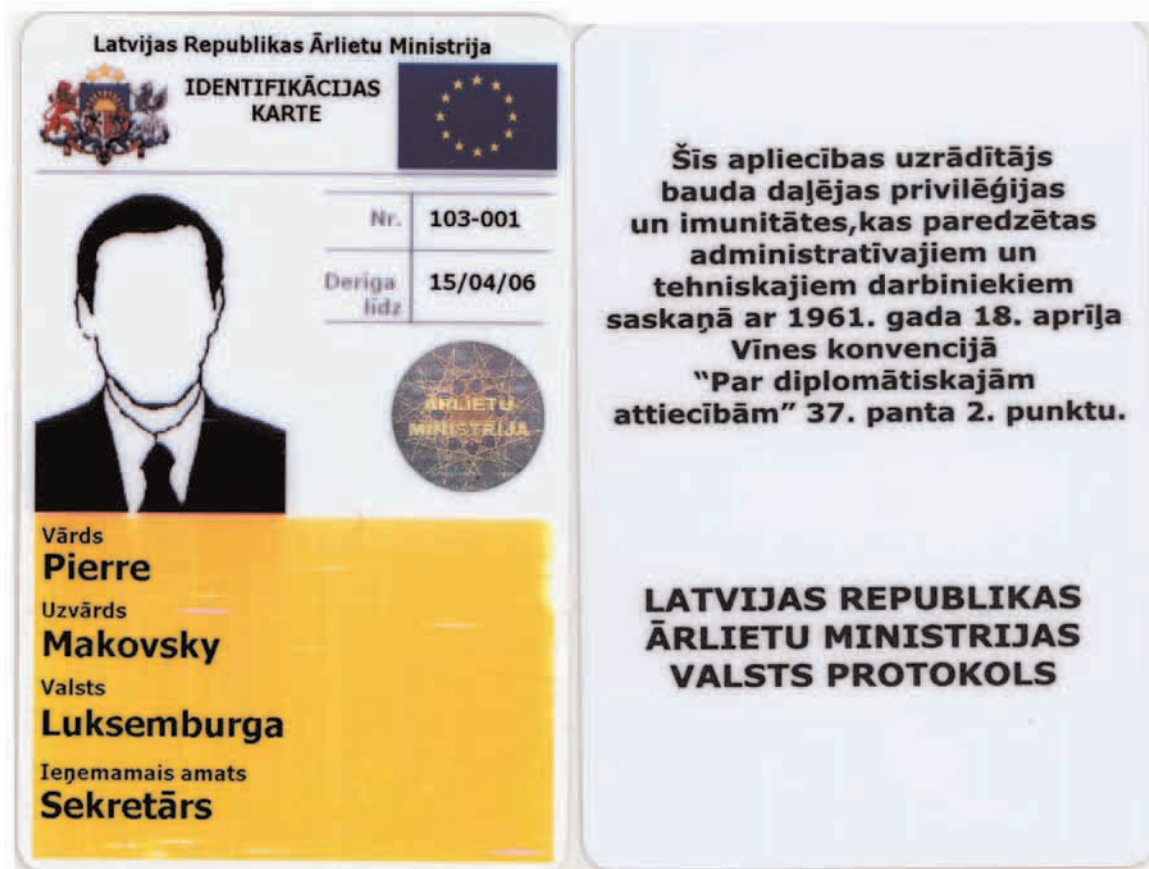 Latvijas Republikas Ārlietu Ministrija
IDENTIFIKĀCIJAS
KARTE
Nr. 103-001
Derīga
līdz 15/04/06
ĀRLIETU
MINISTRIJA
Vārds
Pierre
Uzvārds
Makovsky
Valsts
Luksemburga
Ieņemamais amats
Sekretārs
Šīs apliecības uzrādītājs
bauda daļējas privilēģijas
un imunitātes,kas paredzētas
administratīvajiem un
tehniskajiem darbiniekiem
saskaņā ar 1961. gada 18. aprīļa
Vīnes konvencijā
“Par diplomātiskajām
attiecībām” 37. panta 2. punktu.
LATVIJAS REPUBLIKAS
ĀRLIETU MINISTRIJAS
VALSTS PROTOKOLS